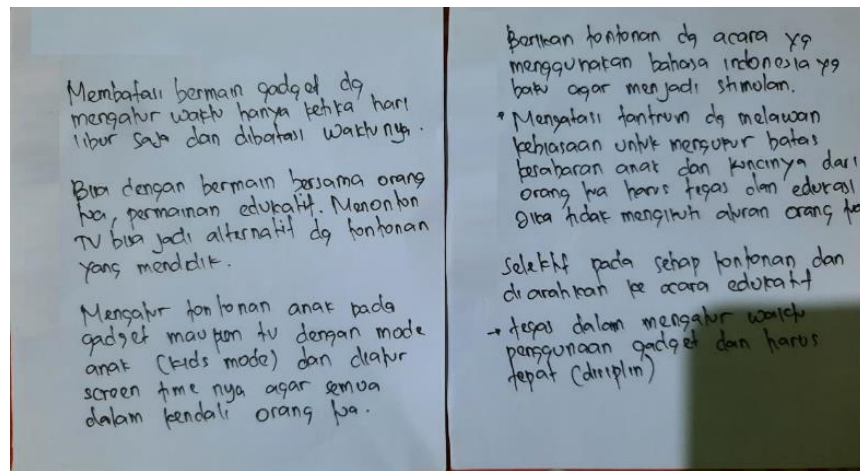 Membatasi bermain gadget dg
mengatur waktu hanya ketika hari
libur saja dan dibatasi waktunya.
Bisa dengan bermain bersama orang
tua, permainan edukatif. Menonton
TV bisa jadi alternatif dg tontonan
yang mendidik.
Mengatur tontonan anak pada
gadget maupun tv dengan mode
anak (kids mode) dan diatur
screen time nya agar semua
dalam kendali orang tua.
Berikan tontonan dg acara yg
menggunakan bahasa indonesia yg
baku agar menjadi stimulan.
• Mengatasi tantrum dg melawan
kebiasaan untuk mengukur batas
kesabaran anak dan kuncinya dari
orang tua harus tegas dan edukasi
jika tidak mengikuti aturan orang
Selektif pada setiap tontonan dan
di arahkan ke acara edukatif
→ tegas dalam mengatur waktu
penggunaan gadget dan harus
tepat (disiplin)